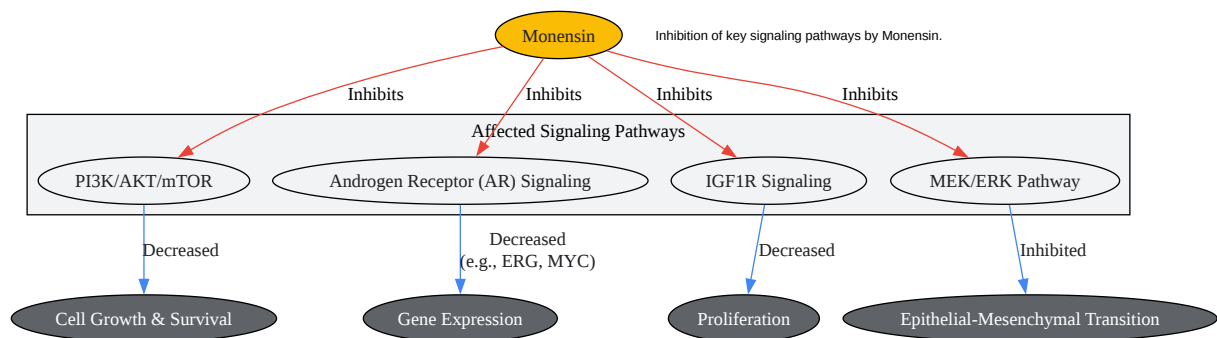 Monensin
Inhibition of key signaling pathways by Monensin.
Inhibits
Inhibits
Inhibits
Inhibits
Affected Signaling Pathways
PI3K/AKT/mTOR
Androgen Receptor (AR) Signaling
IGF1R Signaling
MEK/ERK Pathway
Decreased
Decreased
(e.g., ERG, MYC)
Decreased
Inhibited
Cell Growth & Survival
Gene Expression
Proliferation
Epithelial-Mesenchymal Transition